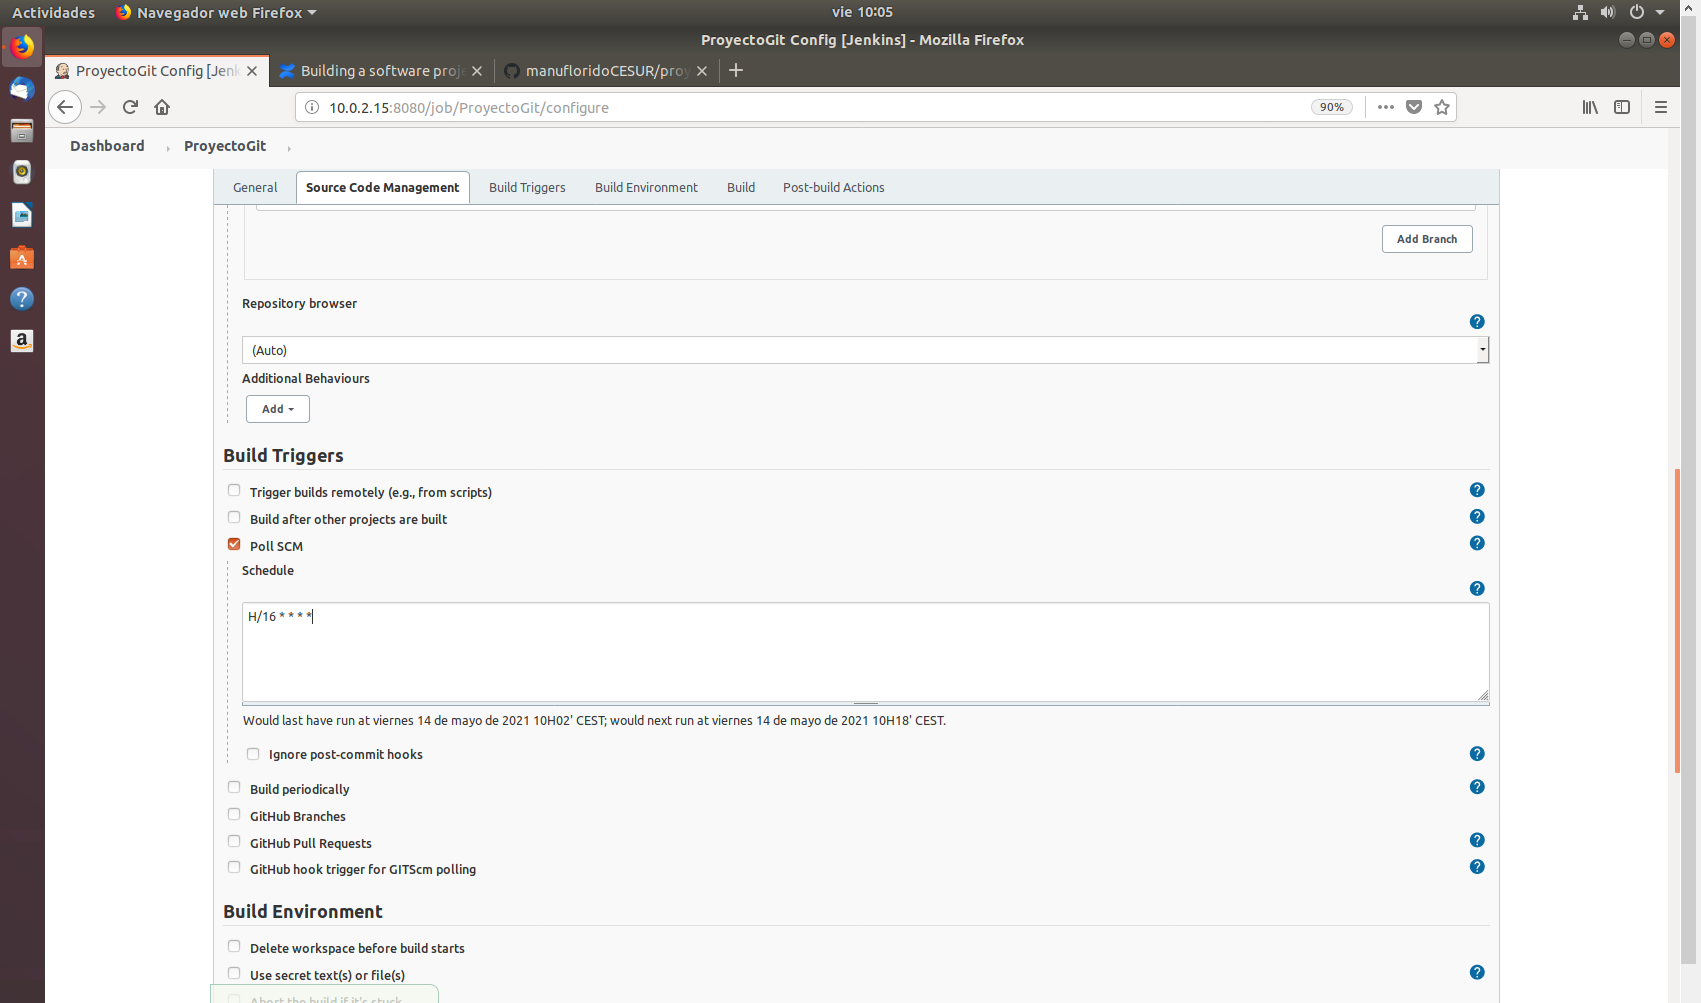 Actividades Navegador web Firefox vie 10:05
ProyectoGit Config [Jenkins] - Mozilla Firefox
ProyectoGit Config [Jenk Building a software proj manufloridoCESUR/proy
10.0.2.15:8080/job/ProyectoGit/configure 90%
Dashboard ProyectoGit
General Source Code Management Build Triggers Build Environment Build Post-build Actions
Add Branch
Repository browser
(Auto)
Additional Behaviours
Add
Build Triggers
Trigger builds remotely (e.g., from scripts)
Build after other projects are built
Poll SCM
Schedule
H/16 * * * *
Would last have run at viernes 14 de mayo de 2021 10H02' CEST; would next run at viernes 14 de mayo de 2021 10H18' CEST.
Ignore post-commit hooks
Build periodically
GitHub Branches
GitHub Pull Requests
GitHub hook trigger for GITScm polling
Build Environment
Delete workspace before build starts
Use secret text(s) or file(s)
Abort the build if it's stuck